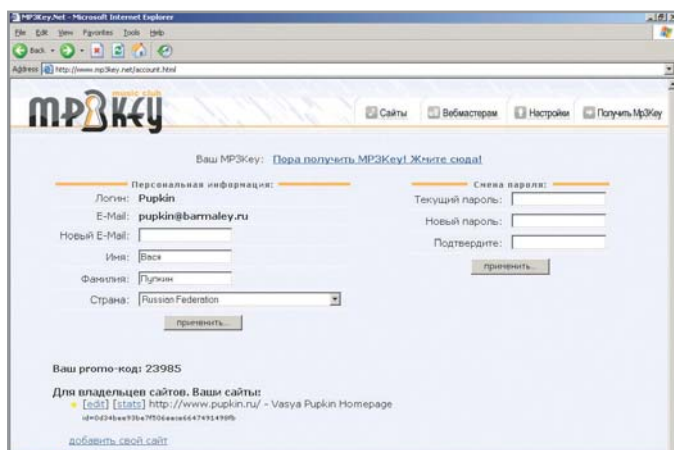 MP3Key.Net - Microsoft Internet Explorer
File Edit View Favorites Tools Help
Back
Address http://www.mp3key.net/account.html
music club
mp3key
Сайты Вебмастерам Настройки Получить Mp3Key
Ваш MP3Key: Пора получить MP3Key! Жмите сюда!
Персональная информация:
Логин: Pupkin
E-Mail: pupkin@barmaley.ru
Новый E-Mail:
Имя: Вася
Фамилия: Пупкин
Страна: Russian Federation
применить...
Смена пароля:
Текущий пароль:
Новый пароль:
Подтвердите:
применить...
Ваш promo-код: 23985
Для владельцев сайтов. Ваши сайты:
[edit] [stats] http://www.pupkin.ru/ - Vasya Pupkin Homepage
добавить свой сайт